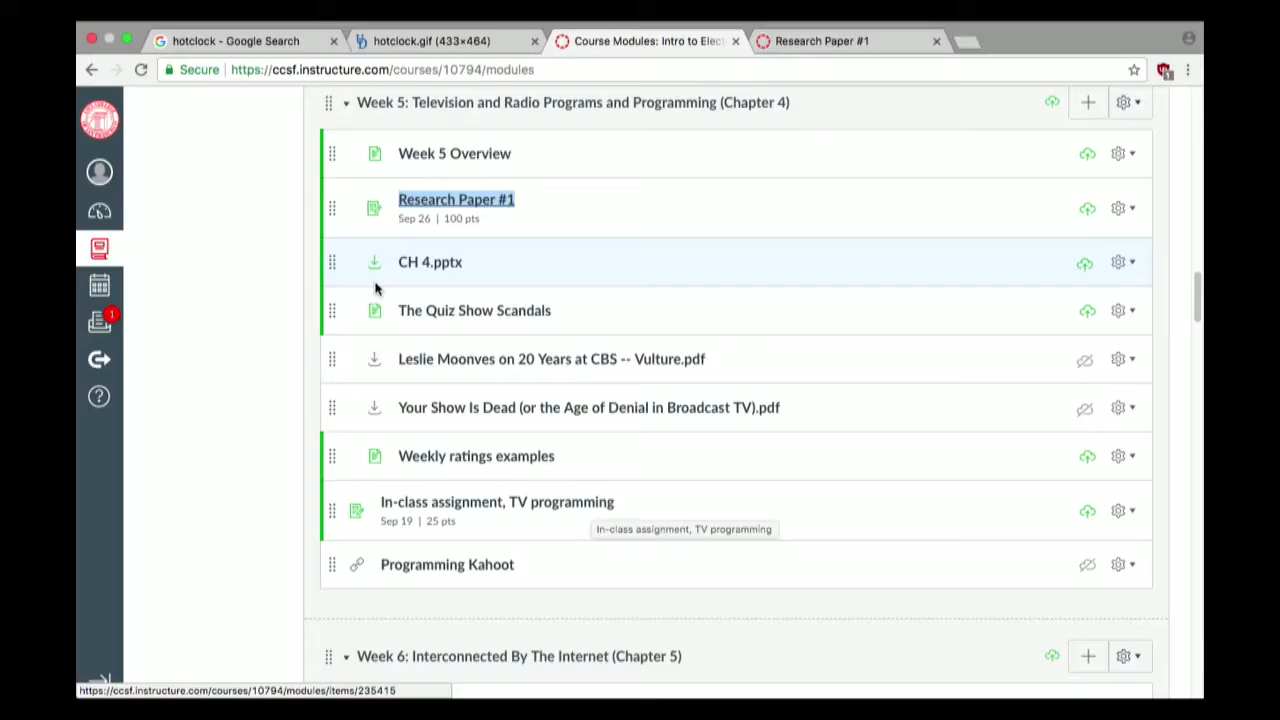 hotclock - Google Search
hotclock.gif (433×464)
Course Modules: Intro to Elec
Research Paper #1
Secure
https://ccsf.instructure.com/courses/10794/modules
Week 5: Television and Radio Programs and Programming (Chapter 4)
Week 5 Overview
Research Paper #1
Sep 26 | 100 pts
CH 4.pptx
The Quiz Show Scandals
1
Leslie Moonves on 20 Years at CBS -- Vulture.pdf
Your Show Is Dead (or the Age of Denial in Broadcast TV).pdf
Weekly ratings examples
In-class assignment, TV programming
Sep 19 | 25 pts
In-class assignment, TV programming
Programming Kahoot
Week 6: Interconnected By The Internet (Chapter 5)
https://ccsf.instructure.com/courses/10794/modules/items/235415